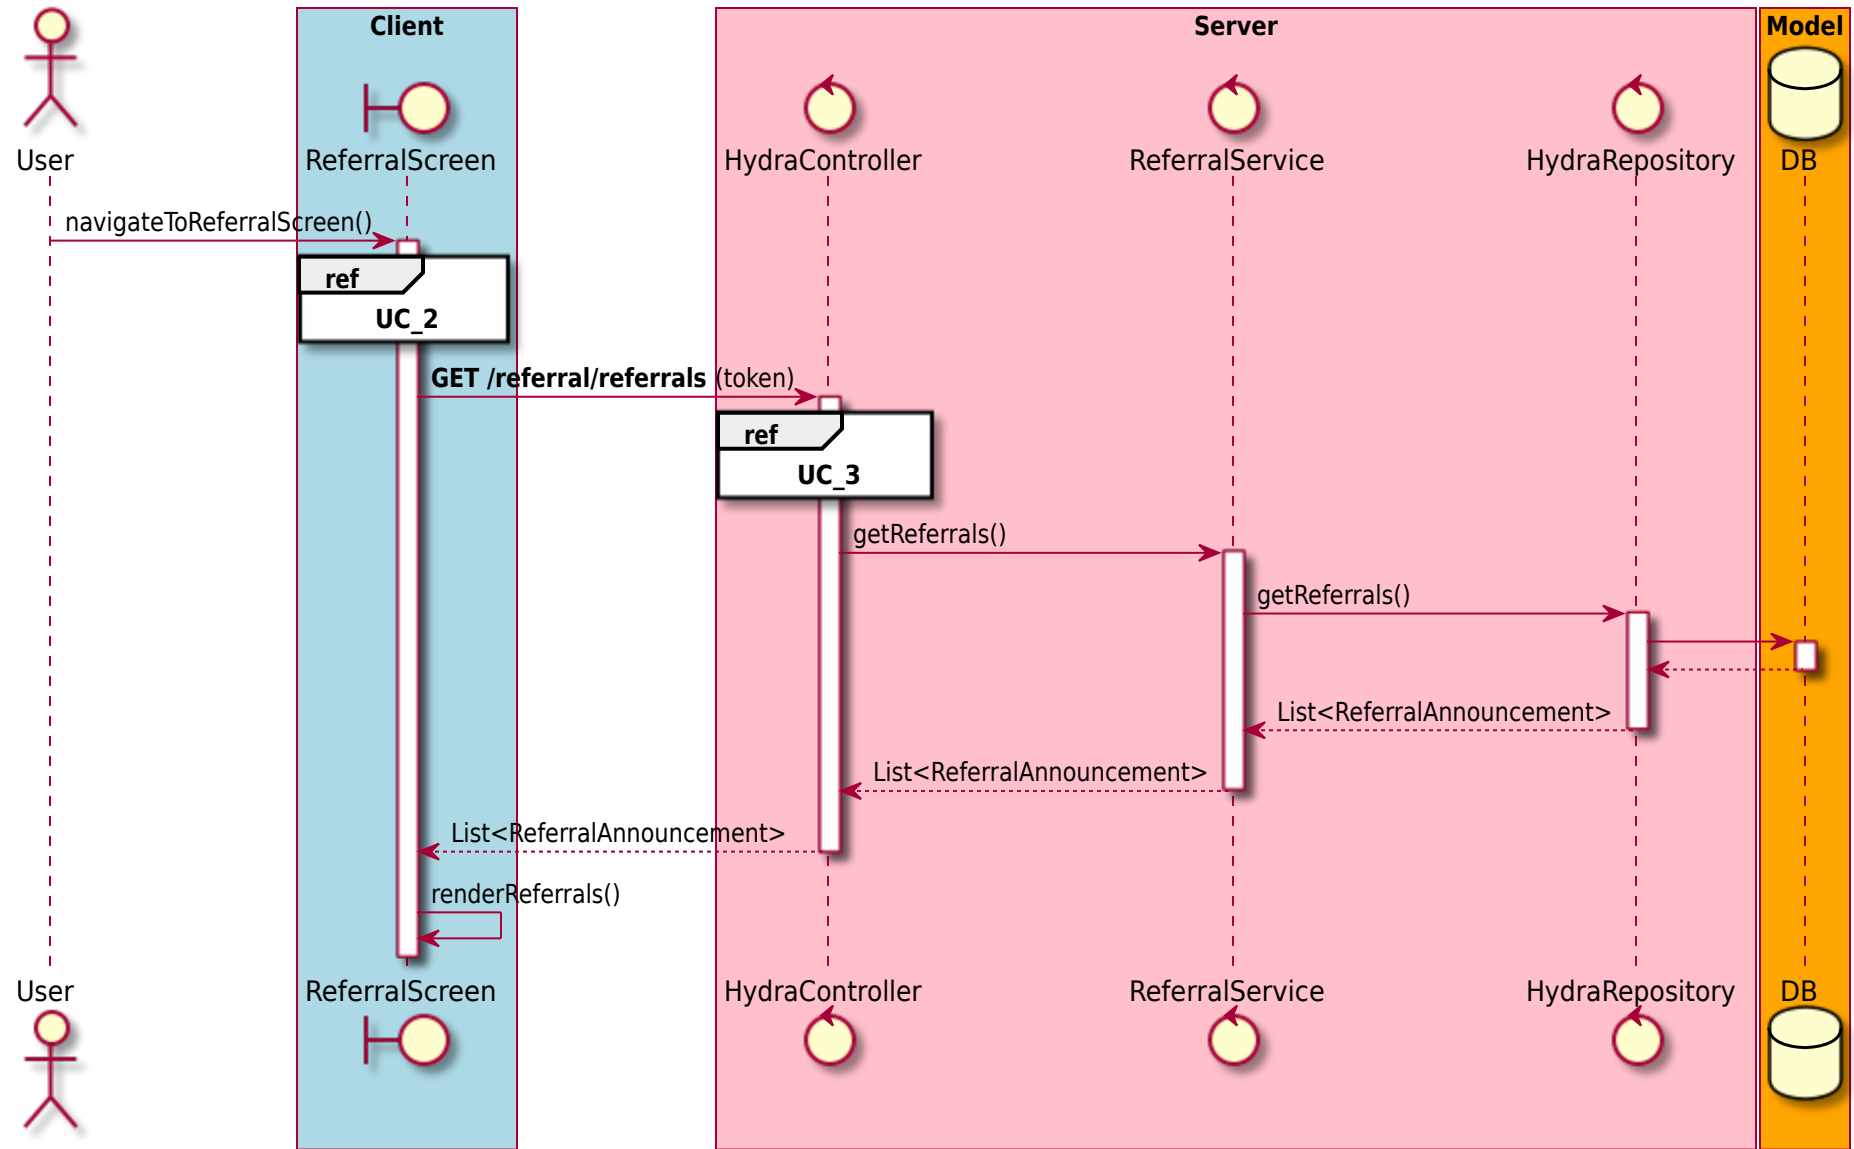 Client
Server
Model
User
ReferralScreen
HydraController
ReferralService
HydraRepository
DB
navigateToReferralScreen()
ref
UC_2
GET /referral/referrals (token)
ref
UC_3
getReferrals()
getReferrals()
List<ReferralAnnouncement>
List<ReferralAnnouncement>
List<ReferralAnnouncement>
renderReferrals()
User
ReferralScreen
HydraController
ReferralService
HydraRepository
DB